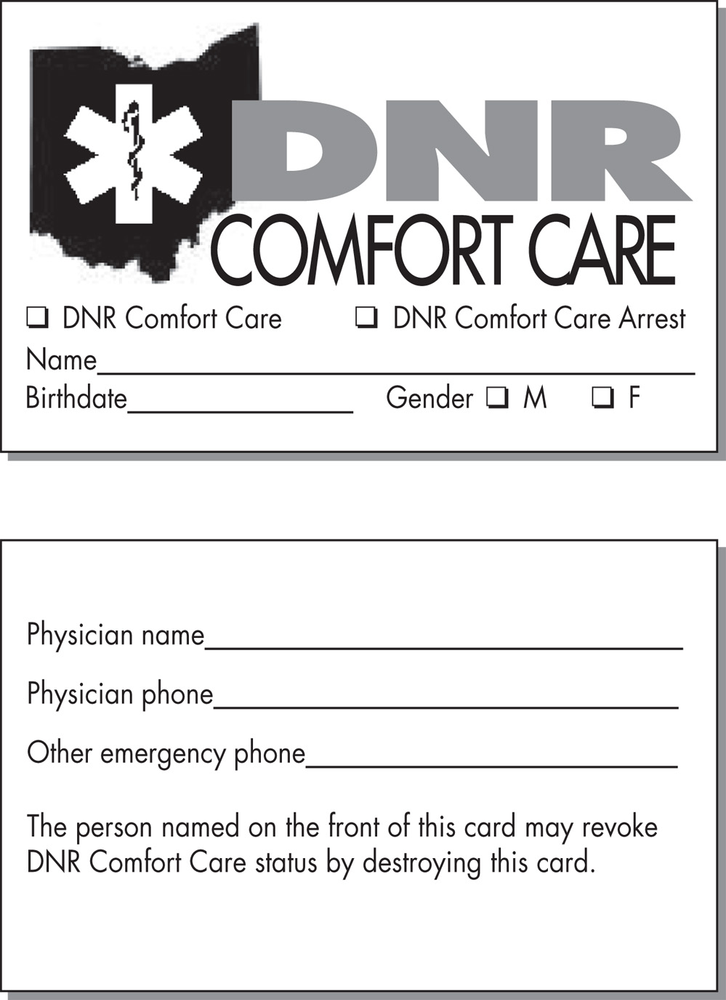 DNR
COMFORT CARE
❏ DNR Comfort Care ❏ DNR Comfort Care Arrest
Name
Birthdate Gender ❏ M ❏ F
Physician name
Physician phone
Other emergency phone
The person named on the front of this card may revoke
DNR Comfort Care status by destroying this card.